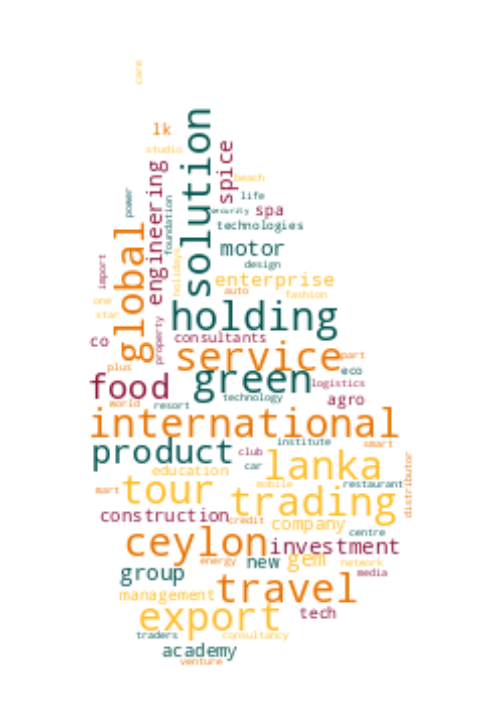 care
lk
studio
solution
spice
engineering
beach
power
life
foundation
security
spa
technologies
global
motor
import
design
holidays
enterprise
auto
fashion
one
star
holding
co
property
consultants
service
part
plus
green
eco
food
logistics
technology
agro
world
resort
international
institute
smart
product
club
lanka
car
education
distributor
mart
tour
mobile
restaurant
trading
construction
credit
company
centre
ceylon
investment
energy
new
gem
network
group
media
travel
management
export
tech
traders
consultancy
academy
venture